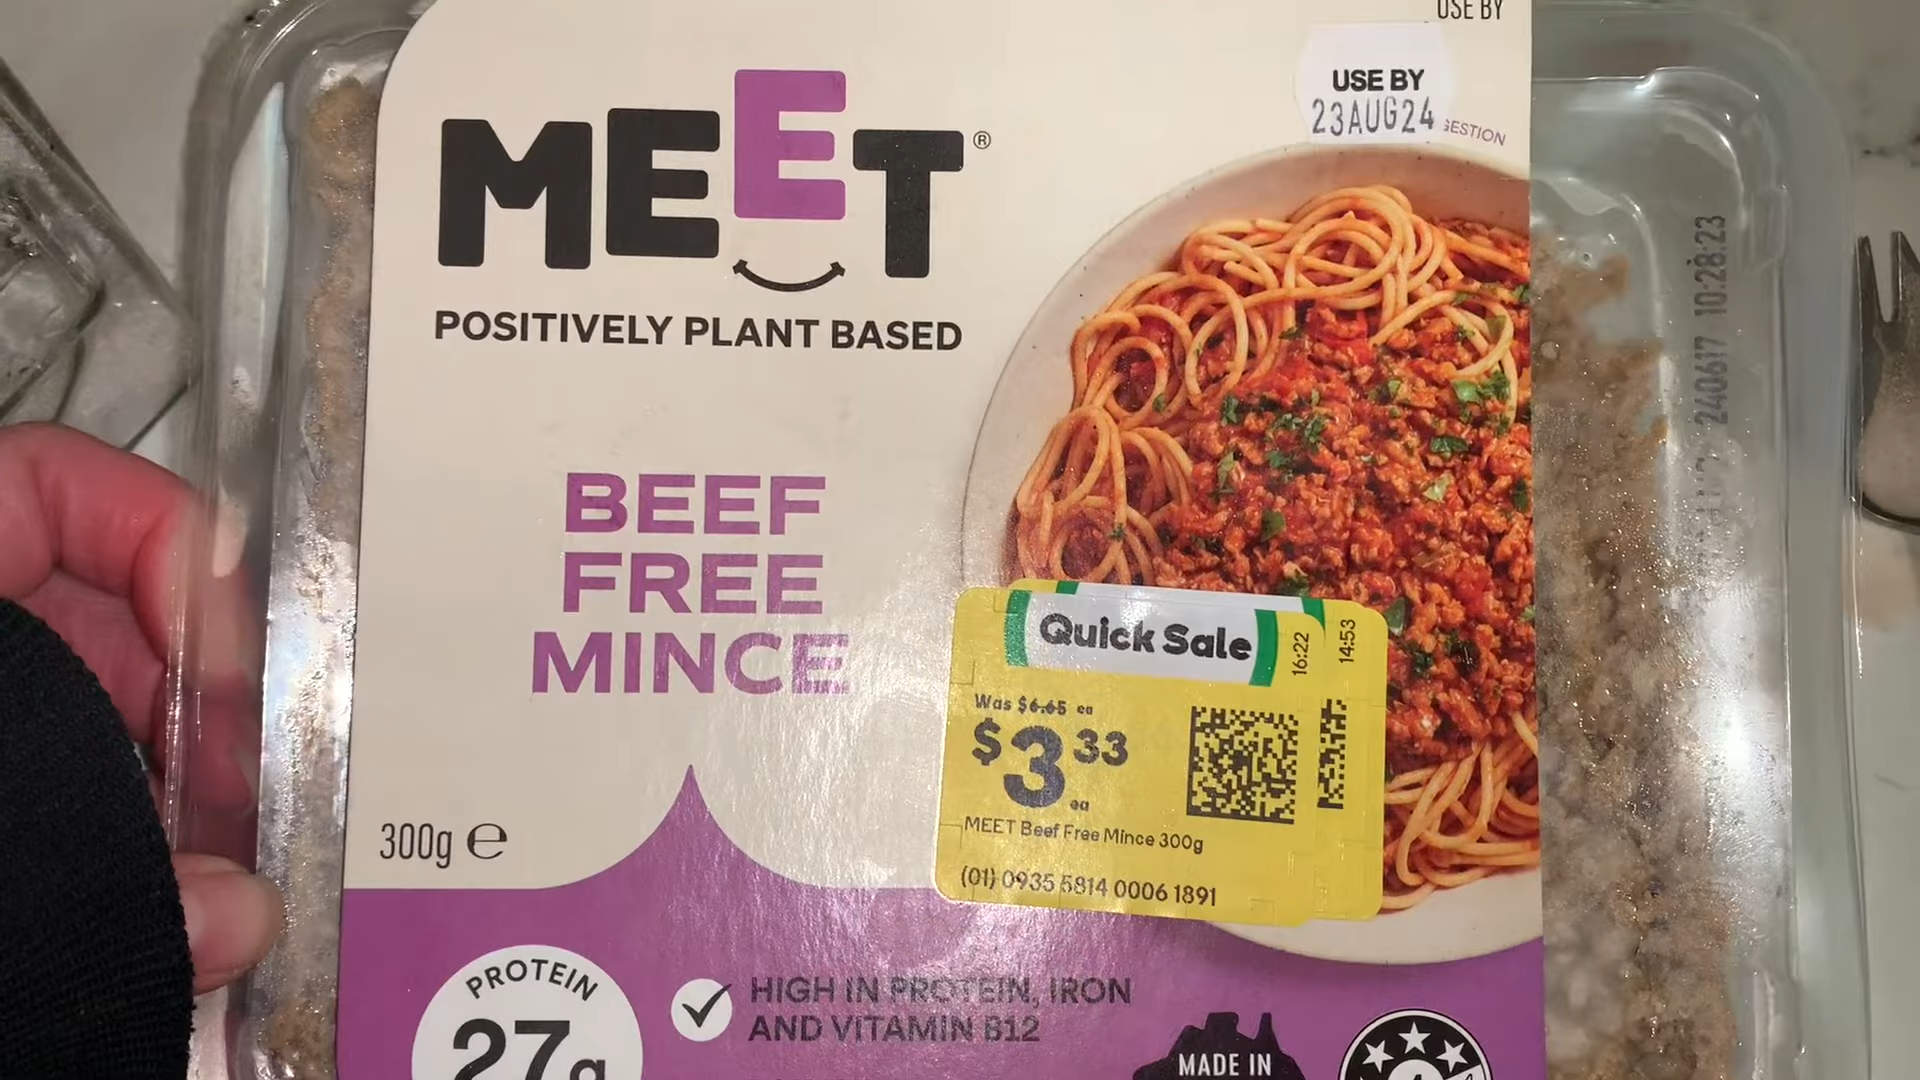 USE BY
USE BY
23AUG24
GESTION
MEET®
POSITIVELY PLANT BASED
BEEF
FREE
MINCE
240617 10:28:23
Quick Sale
16:22
14:53
Was $6.65 ea
$3 33
ea
MEET Beef Free Mince 300g
(01) 0935 5814 0006 1891
300g e
PROTEIN
27g
HIGH IN PROTEIN, IRON
AND VITAMIN B12
MADE IN